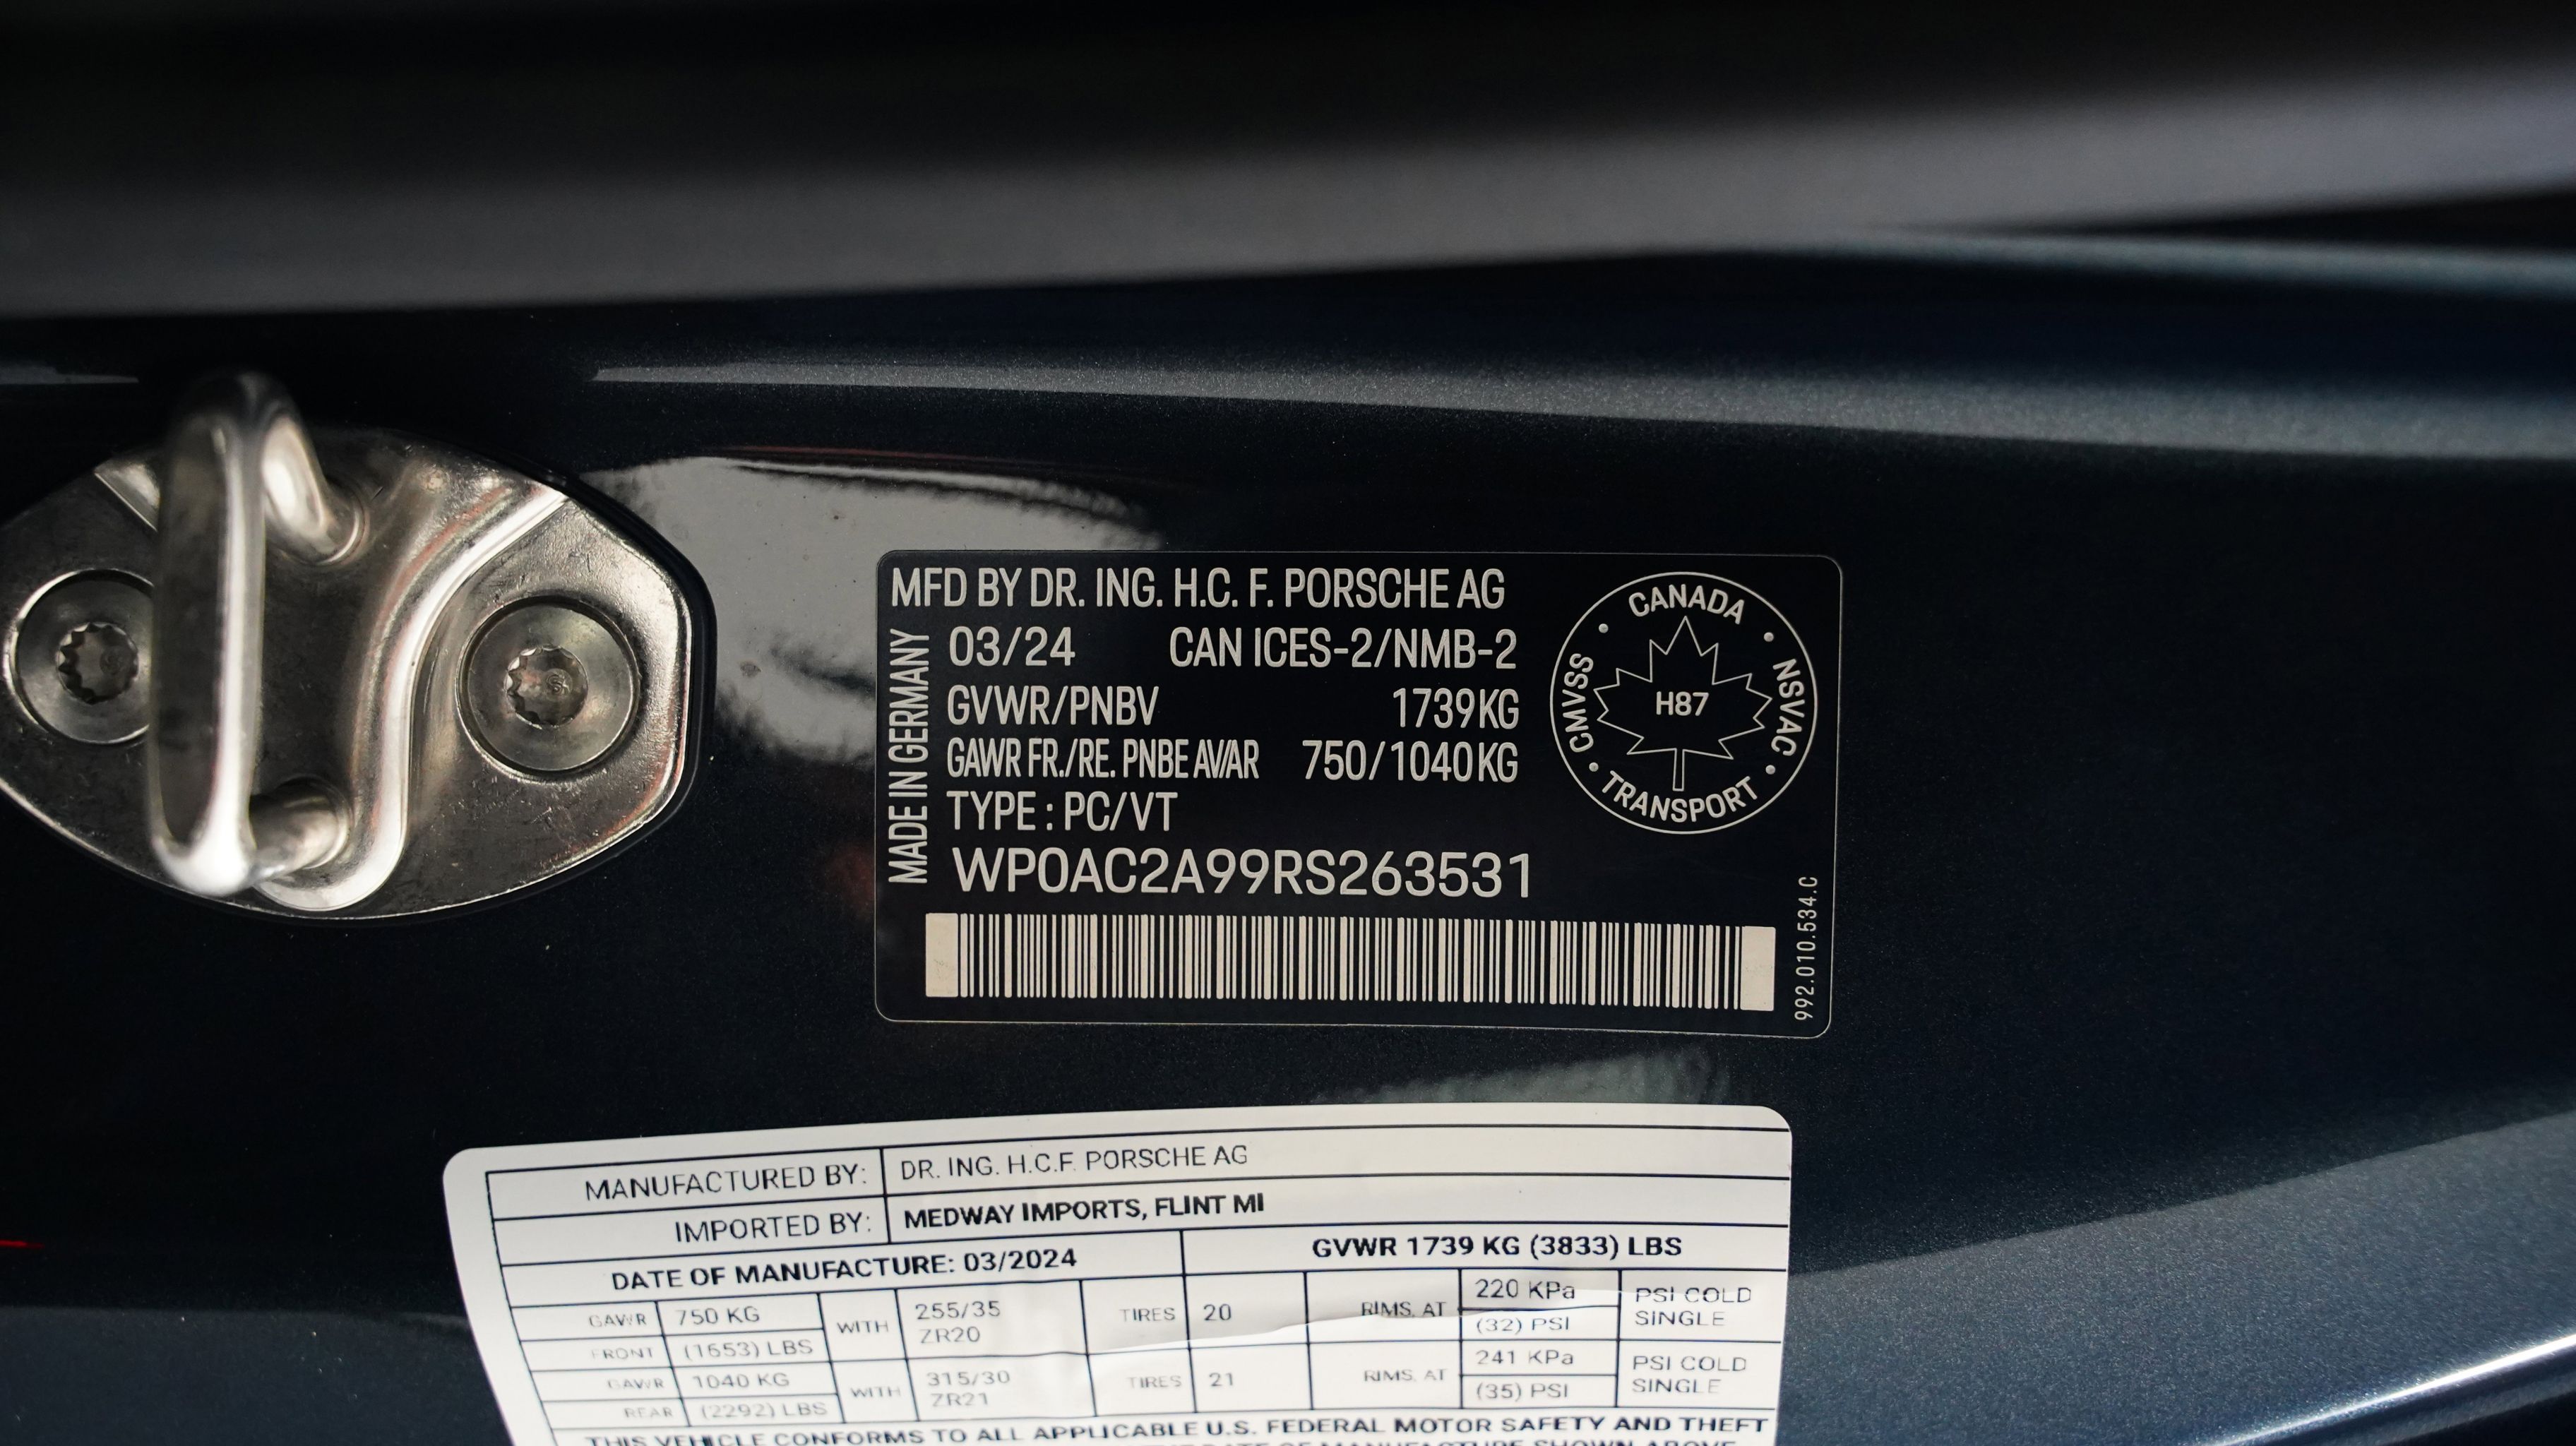 MFD BY DR. ING. H.C. F. PORSCHE AG
MADE IN GERMANY
03/24 CAN ICES-2/NMB-2
GVWR/PNBV 1739KG
GAWR FR./RE. PNBE AV/AR 750/1040KG
TYPE : PC/VT
WP0AC2A99RS263531
CANADA
NSVAC
TRANSPORT
CMVSS
H87
992.010.534.C
MANUFACTURED BY: DR. ING. H.C.F. PORSCHE AG
IMPORTED BY: MEDWAY IMPORTS, FLINT MI
DATE OF MANUFACTURE: 03/2024 GVWR 1739 KG (3833) LBS
GAWR 750 KG WITH 255/35 ZR20 TIRES 20 RIMS. AT 220 KPa PSI COLD SINGLE
FRONT (1653) LBS (32) PSI
GAWR 1040 KG WITH 315/30 ZR21 TIRES 21 RIMS. AT 241 KPa PSI COLD SINGLE
REAR (2292) LBS (35) PSI
THIS VEHICLE CONFORMS TO ALL APPLICABLE U.S. FEDERAL MOTOR SAFETY AND THEFT